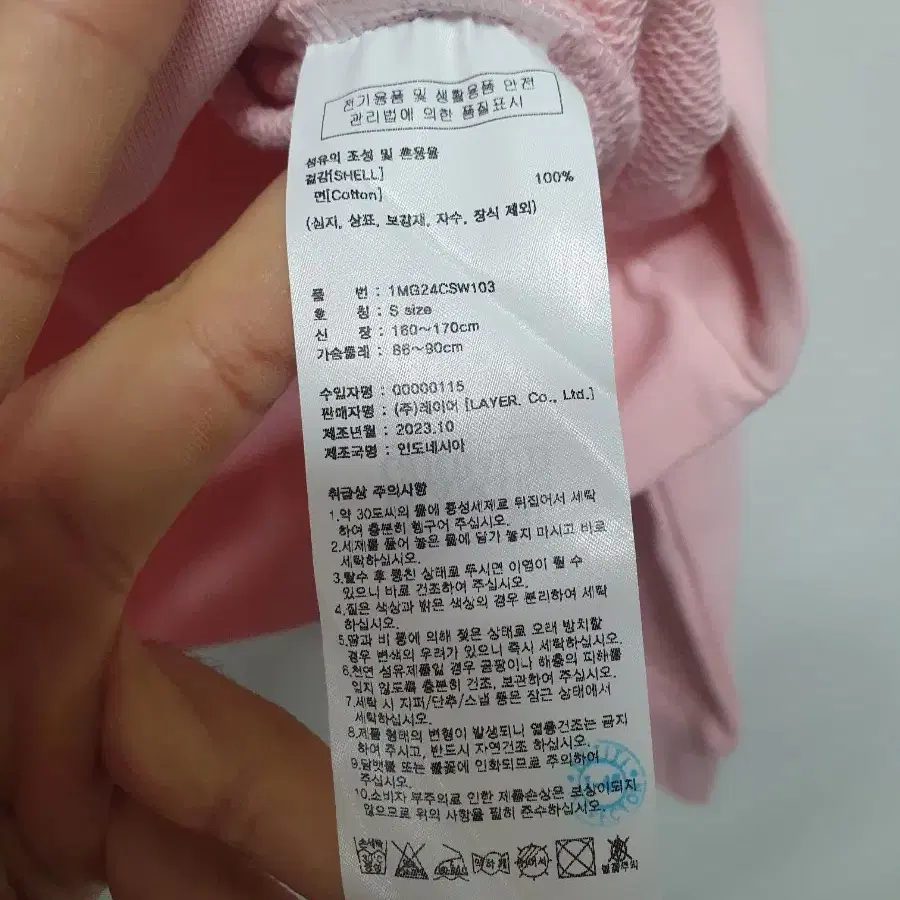 전기용품 및 생활용품 안전
관리법에 의한 품질표시
섬유의 조성 및 혼용율
겉감[SHELL]
면[Cotton] 100%
(심지, 상표, 보강재, 자수, 장식 제외)
품 번 : 1MG24CSW103
호 칭 : S size
신 장 : 160~170cm
가슴둘레 : 86~90cm
수입자명 : 00000115
판매자명 : (주)레이어 [LAYER. Co., Ltd.]
제조년월 : 2023.10
제조국명 : 인도네시아
취급상 주의사항
1.약 30도씨의 물에 중성세제로 뒤집어서 세탁
하여 충분히 헹구어 주십시오.
2.세제를 풀어 놓은 물에 담가 놓지 마시고 바로
세탁하십시오.
3.탈수 후 뭉친 상태로 두시면 이염이 될 수
있으니 바로 건조하여 주십시오.
4.짙은 색상과 밝은 색상의 경우 분리하여 세탁
하십시오.
5.땀과 비 등에 의해 젖은 상태로 오래 방치할
경우 변색의 우려가 있으니 즉시 세탁하십시오.
6.천연 섬유제품일 경우 곰팡이나 해충의 피해를
입지 않도록 충분히 건조, 보관하여 주십시오.
7.세탁 시 지퍼/단추/스냅 등은 잠근 상태에서
세탁하십시오.
8.제품 형태의 변형이 발생되니 열풍건조는 금지
하여 주시고, 반드시 자연건조 하십시오.
9.담뱃불 또는 불꽃에 인화되므로 주의하여
주십시오.
10.소비자 부주의로 인한 제품손상은 보상이되지
않으므로 위의 사항을 필히 준수하십시오.
손세탁
약하게